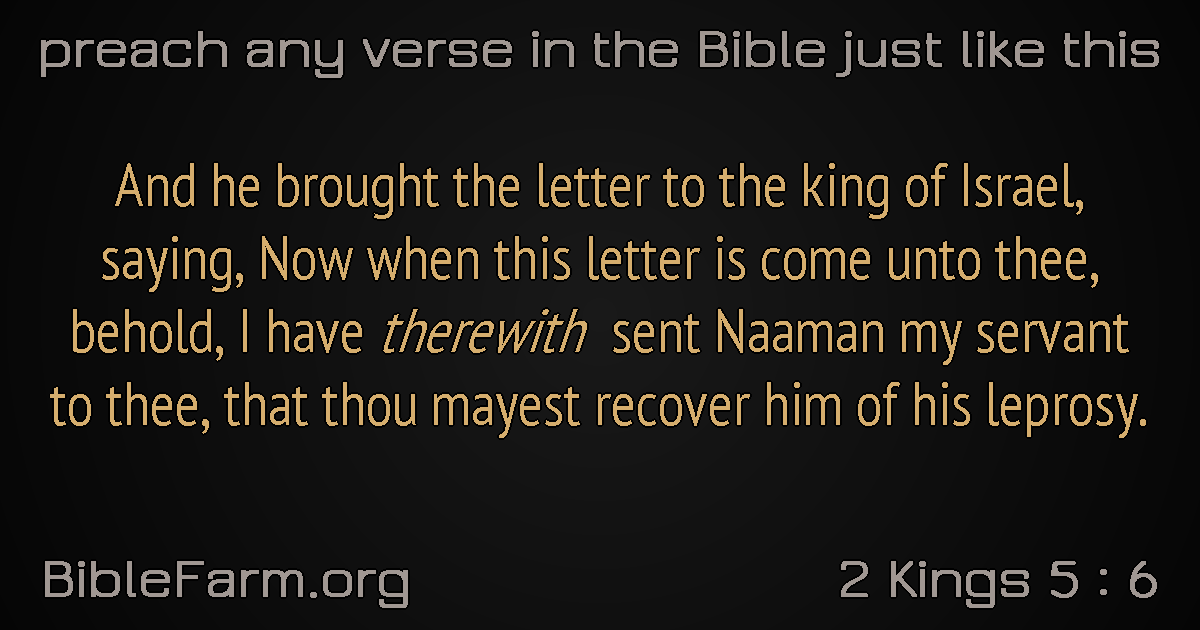 preach any verse in the Bible just like this
And he brought the letter to the king of Israel,
saying, Now when this letter is come unto thee,
behold, I have therewith sent Naaman my servant
to thee, that thou mayest recover him of his leprosy.
BibleFarm.org
2 Kings 5 : 6